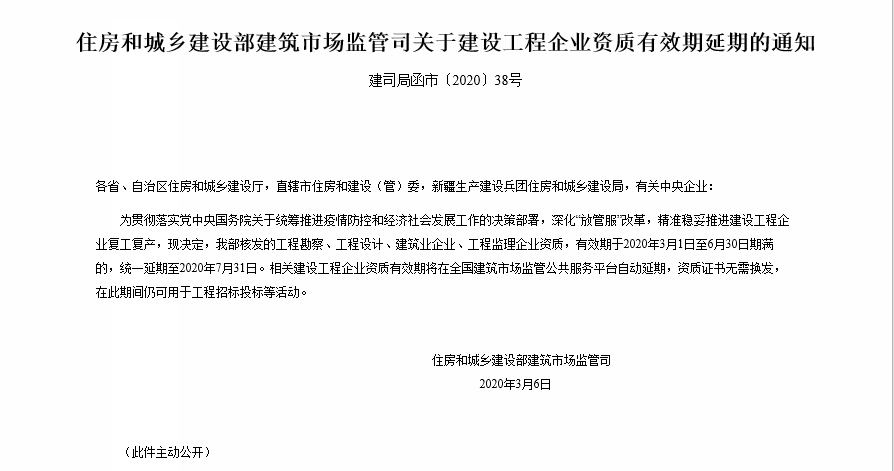 住房和城乡建设部建筑市场监管司关于建设工程企业资质有效期延期的通知
建司局函市〔2020〕38号
各省、自治区住房和城乡建设厅，直辖市住房和建设（管）委，新疆生产建设兵团住房和城乡建设局，有关中央企业：
为贯彻落实党中央国务院关于统筹推进疫情防控和经济社会发展工作的决策部署，深化“放管服”改革，精准稳妥推进建设工程企
业复工复产，现决定，我部核发的工程勘察、工程设计、建筑业企业、工程监理企业资质，有效期于2020年3月1日至6月30日期满
的，统一延期至2020年7月31日。相关建设工程企业资质有效期将在全国建筑市场监管公共服务平台自动延期，资质证书无需换发，
在此期间仍可用于工程招标投标等活动。
住房和城乡建设部建筑市场监管司
2020年3月6日
（此件主动公开）